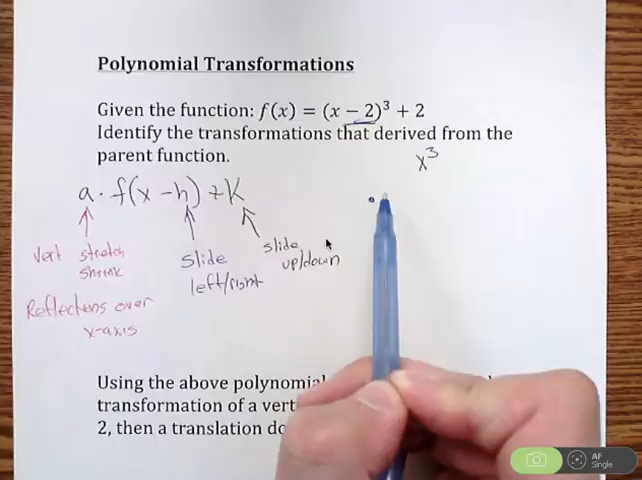 Polynomial Transformations
Given the function: f(x) = (x − 2)³ + 2
Identify the transformations that derived from the
parent function.
x³
a · f(x − h) + K
Vert stretch
shrink
Reflections over
x-axis
slide
left/right
slide
up/down
Using the above polynomial
transformation of a vert
2, then a translation do
AF
Single